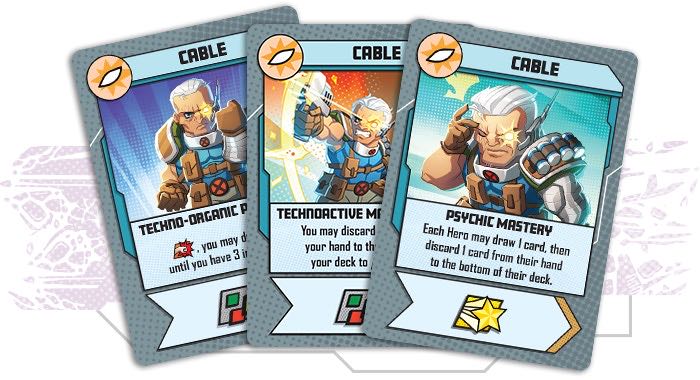 CABLE
TECHNO-ORGANIC
, you may
until you have 3
CABLE
TECHNOACTIVE
You may discard
your hand to
your deck to
CABLE
PSYCHIC MASTERY
Each Hero may draw 1 card, then
discard 1 card from their hand
to the bottom of their deck.